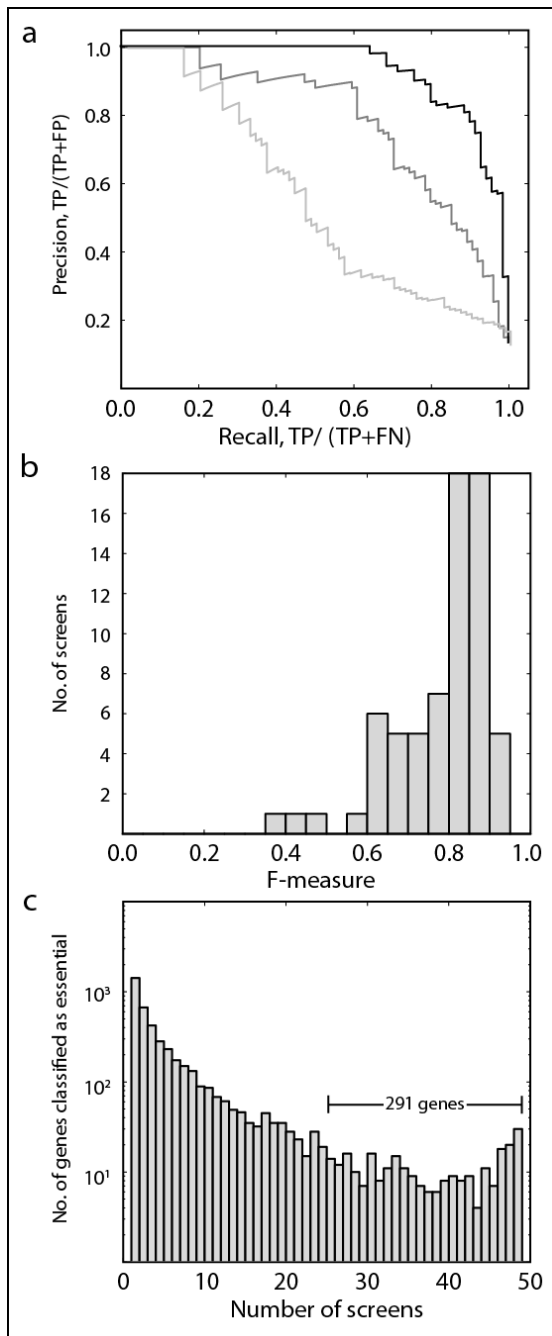 a
1.0
0.8
0.6
0.4
0.2
Precision, TP/(TP+FP)
0.0 0.2 0.4 0.6 0.8 1.0
Recall, TP/ (TP+FN)
b
18
16
14
12
10
8
6
4
2
No. of screens
0.0 0.2 0.4 0.6 0.8 1.0
F-measure
c
10³
10²
10¹
No. of genes classified as essential
291 genes
0 10 20 30 40 50
Number of screens